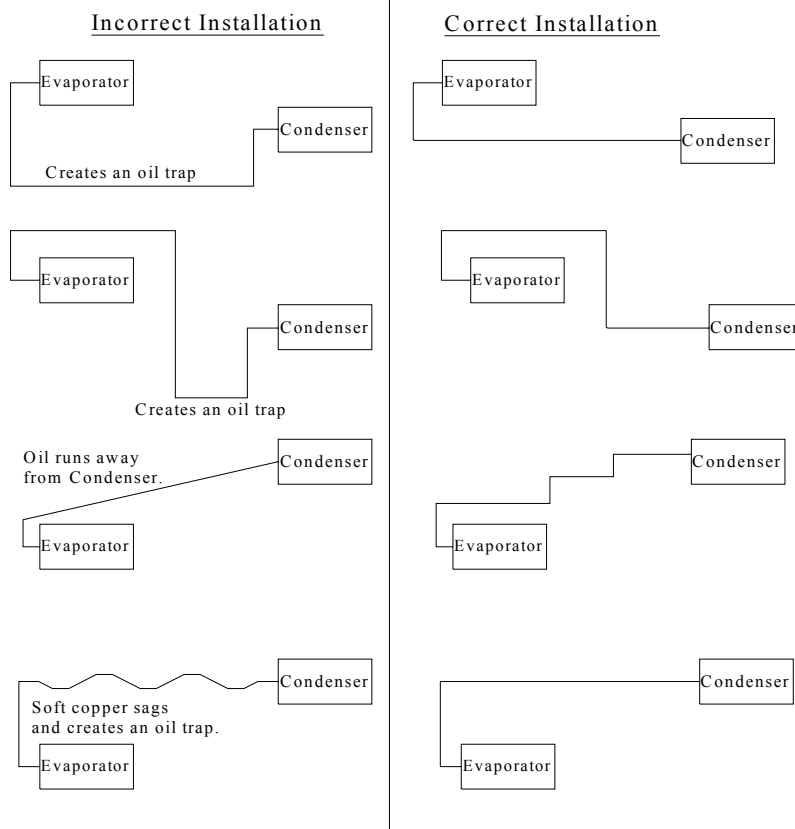 Incorrect Installation
Evaporator
Condenser
Creates an oil trap
Evaporator
Condenser
Creates an oil trap
Oil runs away
from Condenser.
Condenser
Evaporator
Condenser
Soft copper sags
and creates an oil trap.
Evaporator
Correct Installation
Evaporator
Condenser
Evaporator
Condenser
Condenser
Evaporator
Condenser
Evaporator